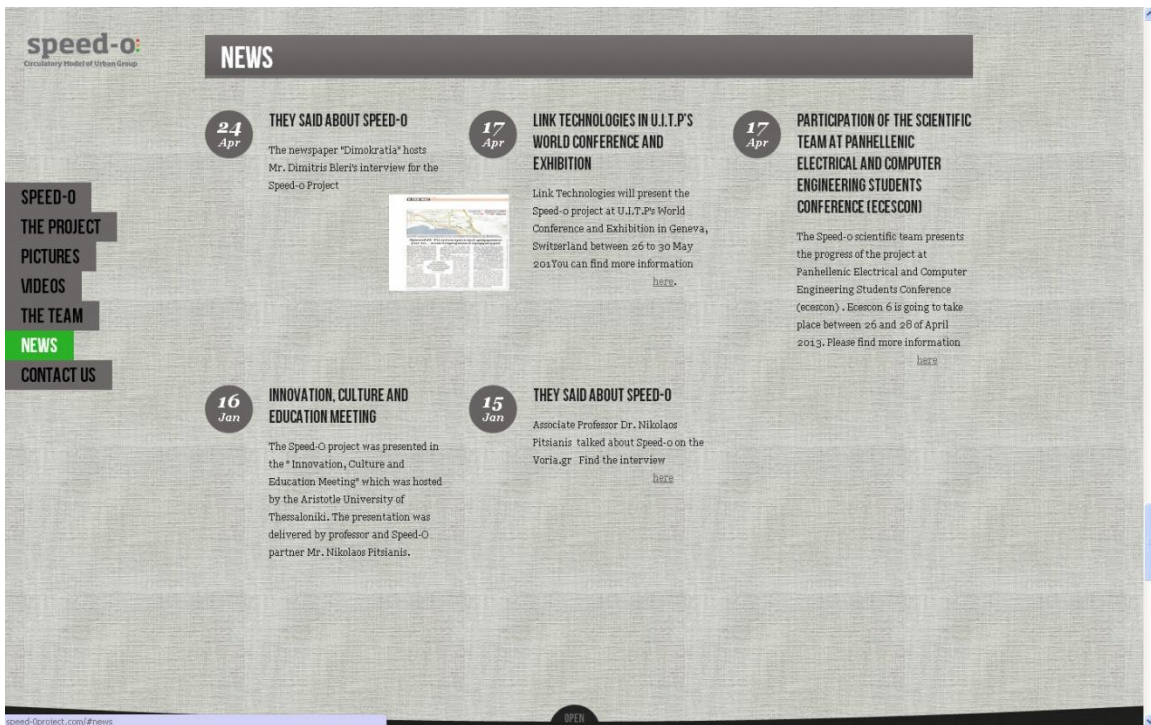 speed-o:
Circulatory Model of Urban Group
NEWS
SPEED-O
THE PROJECT
PICTURES
VIDEOS
THE TEAM
NEWS
CONTACT US
24
Apr
THEY SAID ABOUT SPEED-O
The newspaper "Dimokratia" hosts
Mr. Dimitris Bleri's interview for the
Speed-o Project
17
Apr
LINK TECHNOLOGIES IN U.I.T.P'S
WORLD CONFERENCE AND
EXHIBITION
Link Technologies will present the
Speed-o project at U.I.T.P's World
Conference and Exhibition in Geneva,
Switzerland between 26 to 30 May
201You can find more information
here.
17
Apr
PARTICIPATION OF THE SCIENTIFIC
TEAM AT PANHELLENIC
ELECTRICAL AND COMPUTER
ENGINEERING STUDENTS
CONFERENCE (ECESCON)
The Speed-o scientific team presents
the progress of the project at
Panhellenic Electrical and Computer
Engineering Students Conference
(ecescon) . Ecescon 6 is going to take
place between 26 and 28 of April
2013. Please find more information
here
16
Jan
INNOVATION, CULTURE AND
EDUCATION MEETING
The Speed-O project was presented in
the " Innovation, Culture and
Education Meeting" which was hosted
by the Aristotle University of
Thessaloniki. The presentation was
delivered by professor and Speed-O
partner Mr. Nikolaos Pitsianis.
15
Jan
THEY SAID ABOUT SPEED-O
Associate Professor Dr. Nikolaos
Pitsianis talked about Speed-o on the
Voria.gr Find the interview
here
OPEN
speed-0project.com/#news